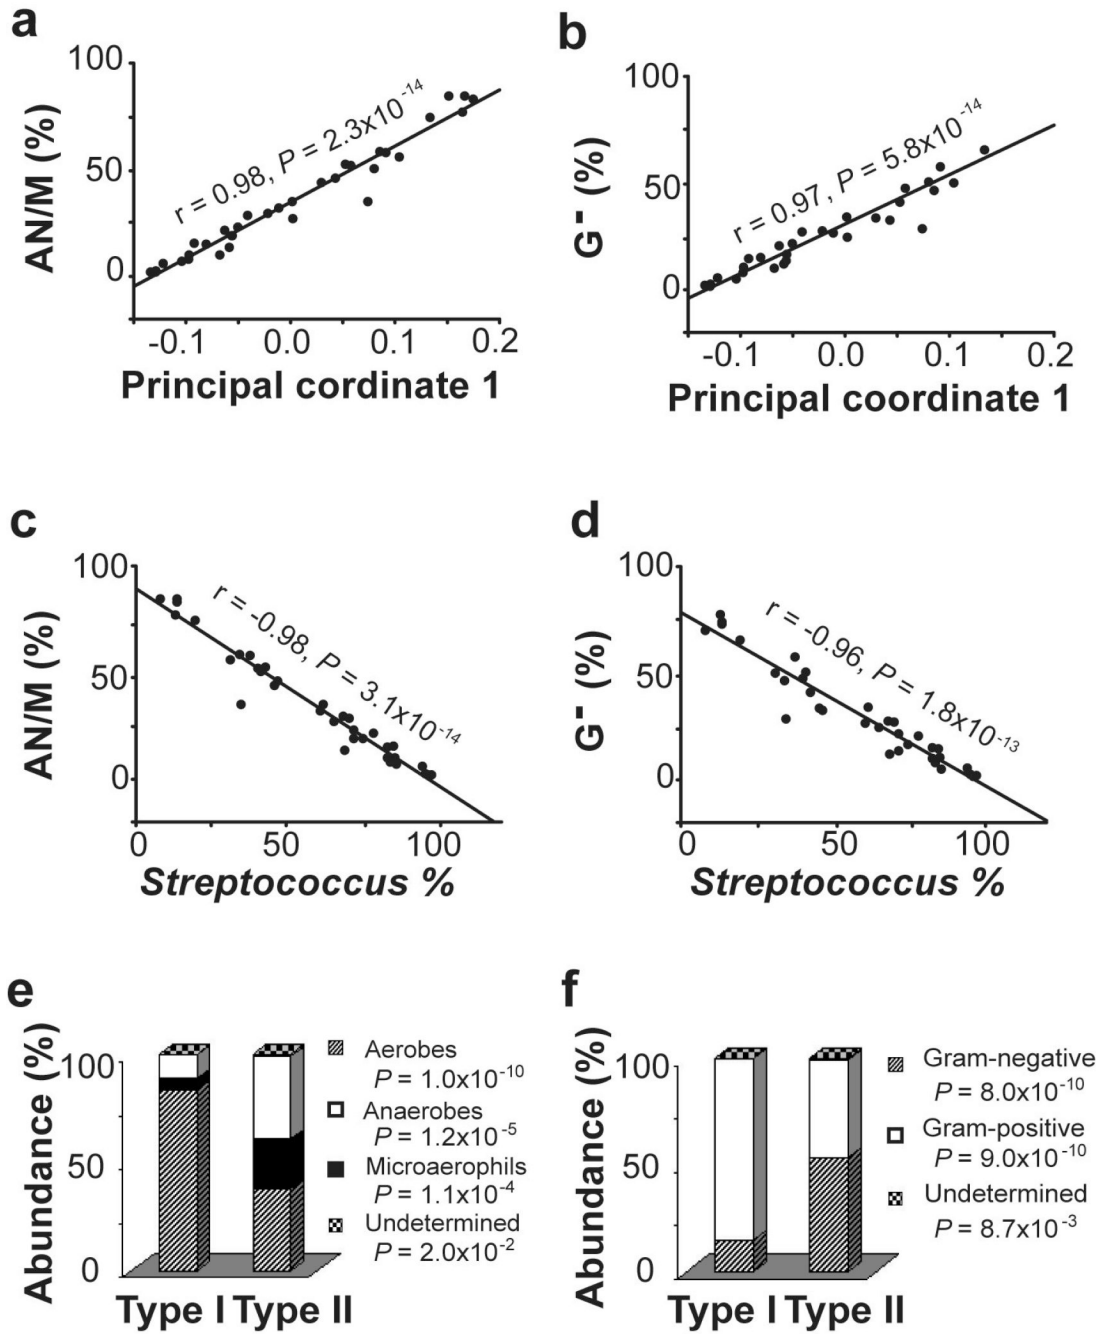 a
100
50
0
AN/M (%)
r = 0.98, P = 2.3x10-14
-0.1 0.0 0.1 0.2
Principal cordinate 1
b
100
50
0
G- (%)
r = 0.97, P = 5.8x10-14
-0.1 0.0 0.1 0.2
Principal coordinate 1
c
100
50
0
AN/M (%)
r = -0.98, P = 3.1x10-14
0 50 100
Streptococcus %
d
100
50
0
G- (%)
r = -0.96, P = 1.8x10-13
0 50 100
Streptococcus %
e
Abundance (%)
100
50
0
Type I Type II
Aerobes
P = 1.0x10-10
Anaerobes
P = 1.2x10-5
Microaerophils
P = 1.1x10-4
Undetermined
P = 2.0x10-2
f
Abundance (%)
100
50
0
Type I Type II
Gram-negative
P = 8.0x10-10
Gram-positive
P = 9.0x10-10
Undetermined
P = 8.7x10-3